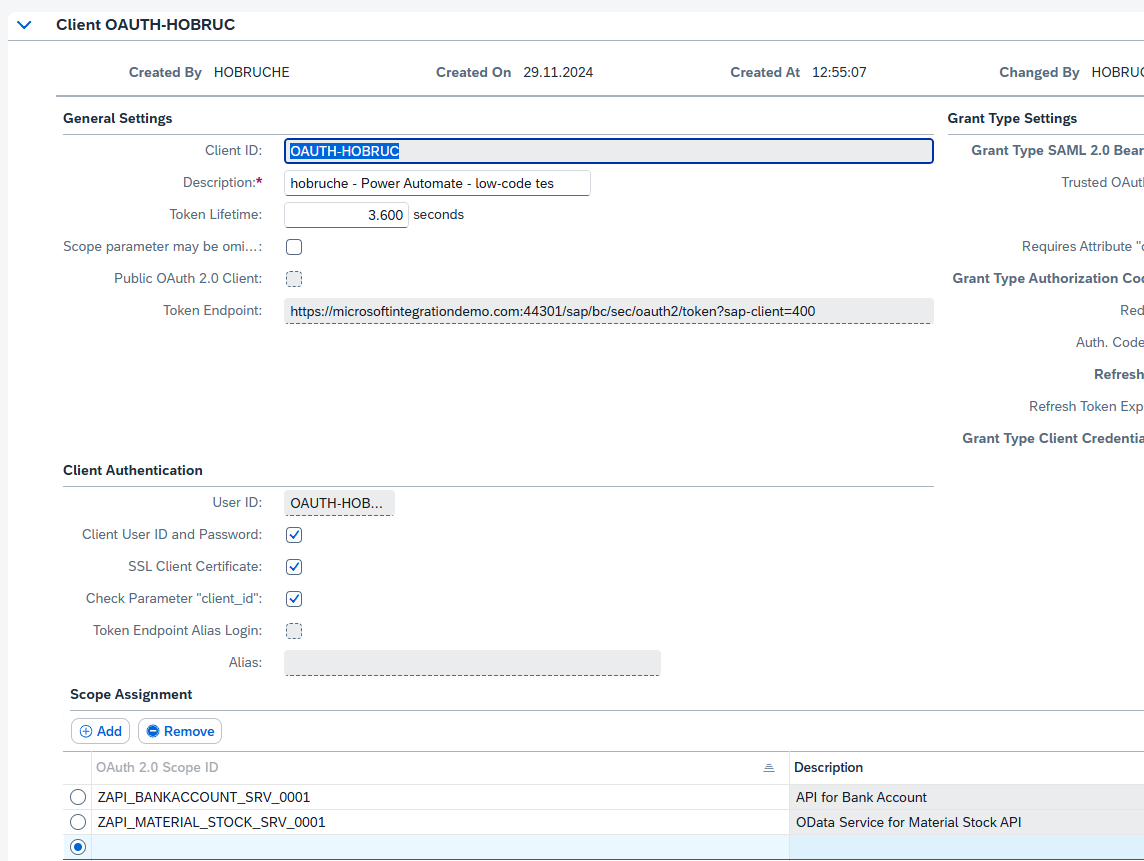 Client OAUTH-HOBRUC
Created By HOBRUCHE Created On 29.11.2024 Created At 12:55:07 Changed By HOBRUC
General Settings
Client ID: OAUTH-HOBRUC
Description:* hobruche - Power Automate - low-code tes
Token Lifetime: 3.600 seconds
Scope parameter may be omi...:
Public OAuth 2.0 Client:
Token Endpoint: https://microsoftintegrationdemo.com:44301/sap/bc/sec/oauth2/token?sap-client=400
Grant Type Settings
Grant Type SAML 2.0 Bear
Trusted OAut
Requires Attribute "c
Grant Type Authorization Coo
Red
Auth. Code
Refresh
Refresh Token Exp
Grant Type Client Credentia
Client Authentication
User ID: OAUTH-HOB...
Client User ID and Password:
SSL Client Certificate:
Check Parameter "client_id":
Token Endpoint Alias Login:
Alias:
Scope Assignment
Add Remove
OAuth 2.0 Scope ID Description
ZAPI_BANKACCOUNT_SRV_0001 API for Bank Account
ZAPI_MATERIAL_STOCK_SRV_0001 OData Service for Material Stock API